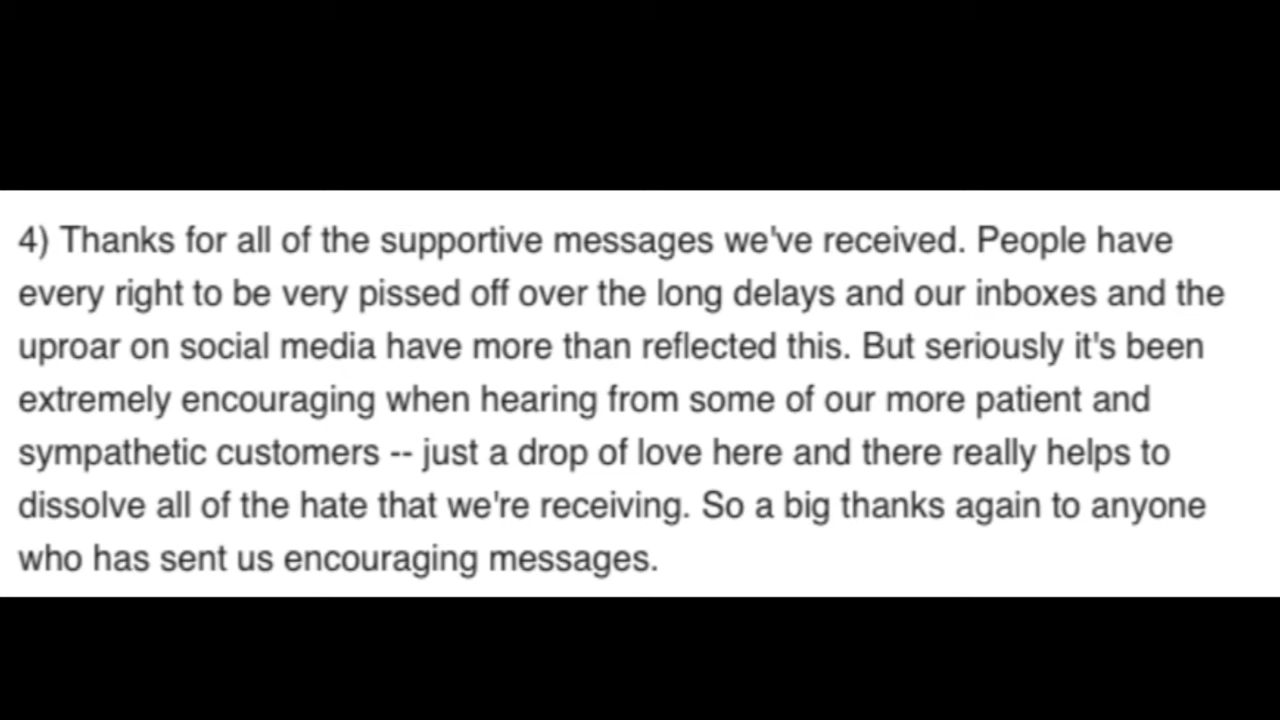 4) Thanks for all of the supportive messages we've received. People have
every right to be very pissed off over the long delays and our inboxes and the
uproar on social media have more than reflected this. But seriously it's been
extremely encouraging when hearing from some of our more patient and
sympathetic customers -- just a drop of love here and there really helps to
dissolve all of the hate that we're receiving. So a big thanks again to anyone
who has sent us encouraging messages.